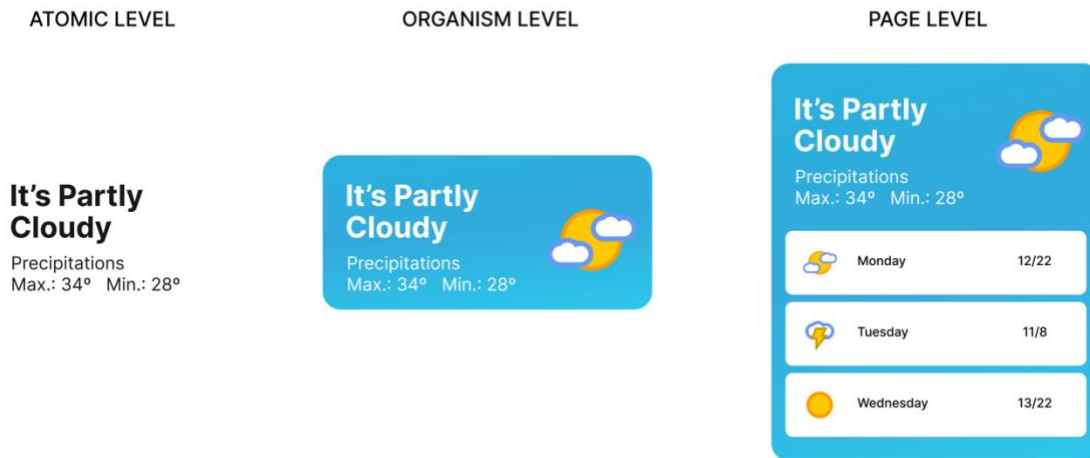 ATOMIC LEVEL
It’s Partly
Cloudy
Precipitations
Max.: 34º Min.: 28º
ORGANISM LEVEL
It’s Partly
Cloudy
Precipitations
Max.: 34º Min.: 28º
PAGE LEVEL
It’s Partly
Cloudy
Precipitations
Max.: 34º Min.: 28º
Monday 12/22
Tuesday 11/8
Wednesday 13/22